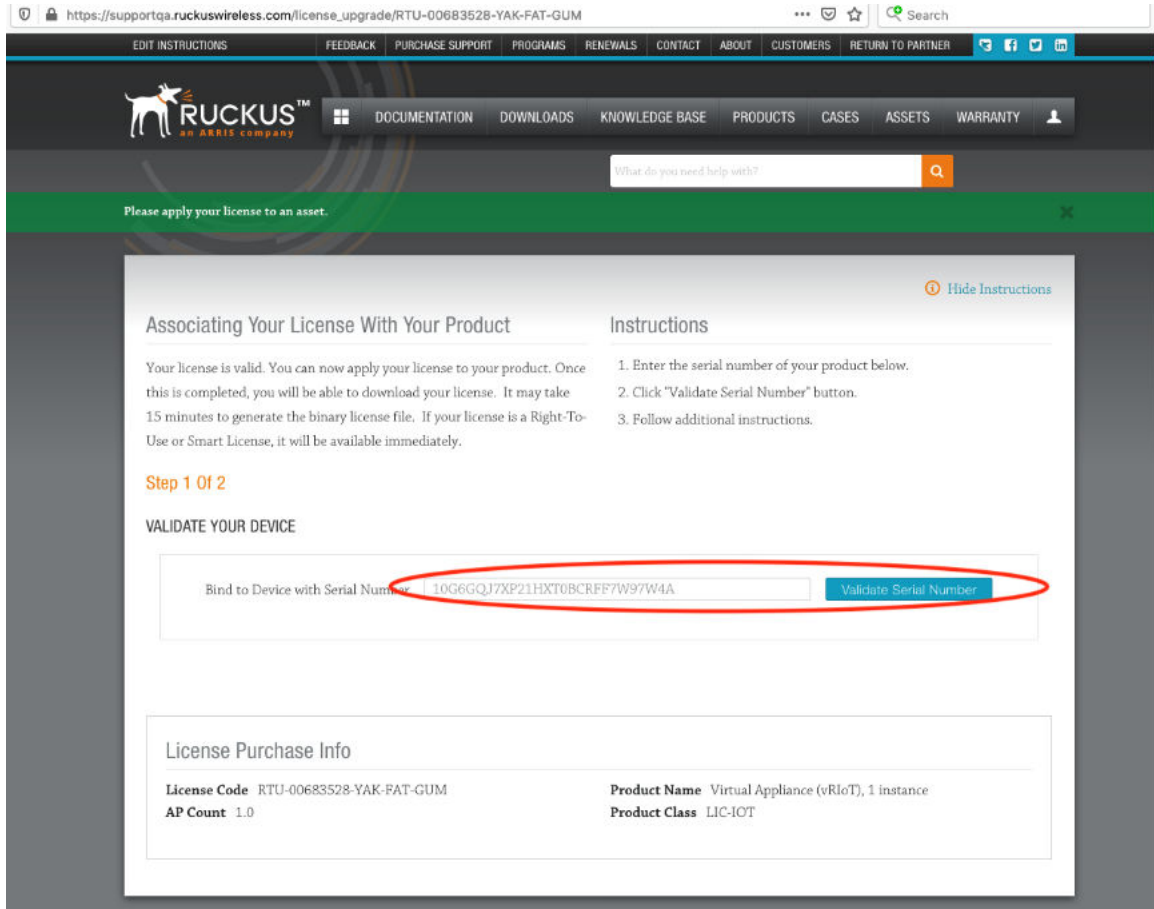 https://supportqa.ruckuswireless.com/license_upgrade/RTU-00683528-YAK-FAT-GUM
Search
EDIT INSTRUCTIONS FEEDBACK PURCHASE SUPPORT PROGRAMS RENEWALS CONTACT ABOUT CUSTOMERS RETURN TO PARTNER
RUCKUS™
an ARRIS company
DOCUMENTATION DOWNLOADS KNOWLEDGE BASE PRODUCTS CASES ASSETS WARRANTY
What do you need help with?
Please apply your license to an asset.
Hide Instructions
Associating Your License With Your Product
Your license is valid. You can now apply your license to your product. Once
this is completed, you will be able to download your license. It may take
15 minutes to generate the binary license file. If your license is a Right-To-
Use or Smart License, it will be available immediately.
Instructions
1. Enter the serial number of your product below.
2. Click "Validate Serial Number" button.
3. Follow additional instructions.
Step 1 Of 2
VALIDATE YOUR DEVICE
Bind to Device with Serial Number 10G6GQJ7XP21HXT0BCRFF7W97W4A Validate Serial Number
License Purchase Info
License Code RTU-00683528-YAK-FAT-GUM
AP Count 1.0
Product Name Virtual Appliance (vRIoT), 1 instance
Product Class LIC-IOT